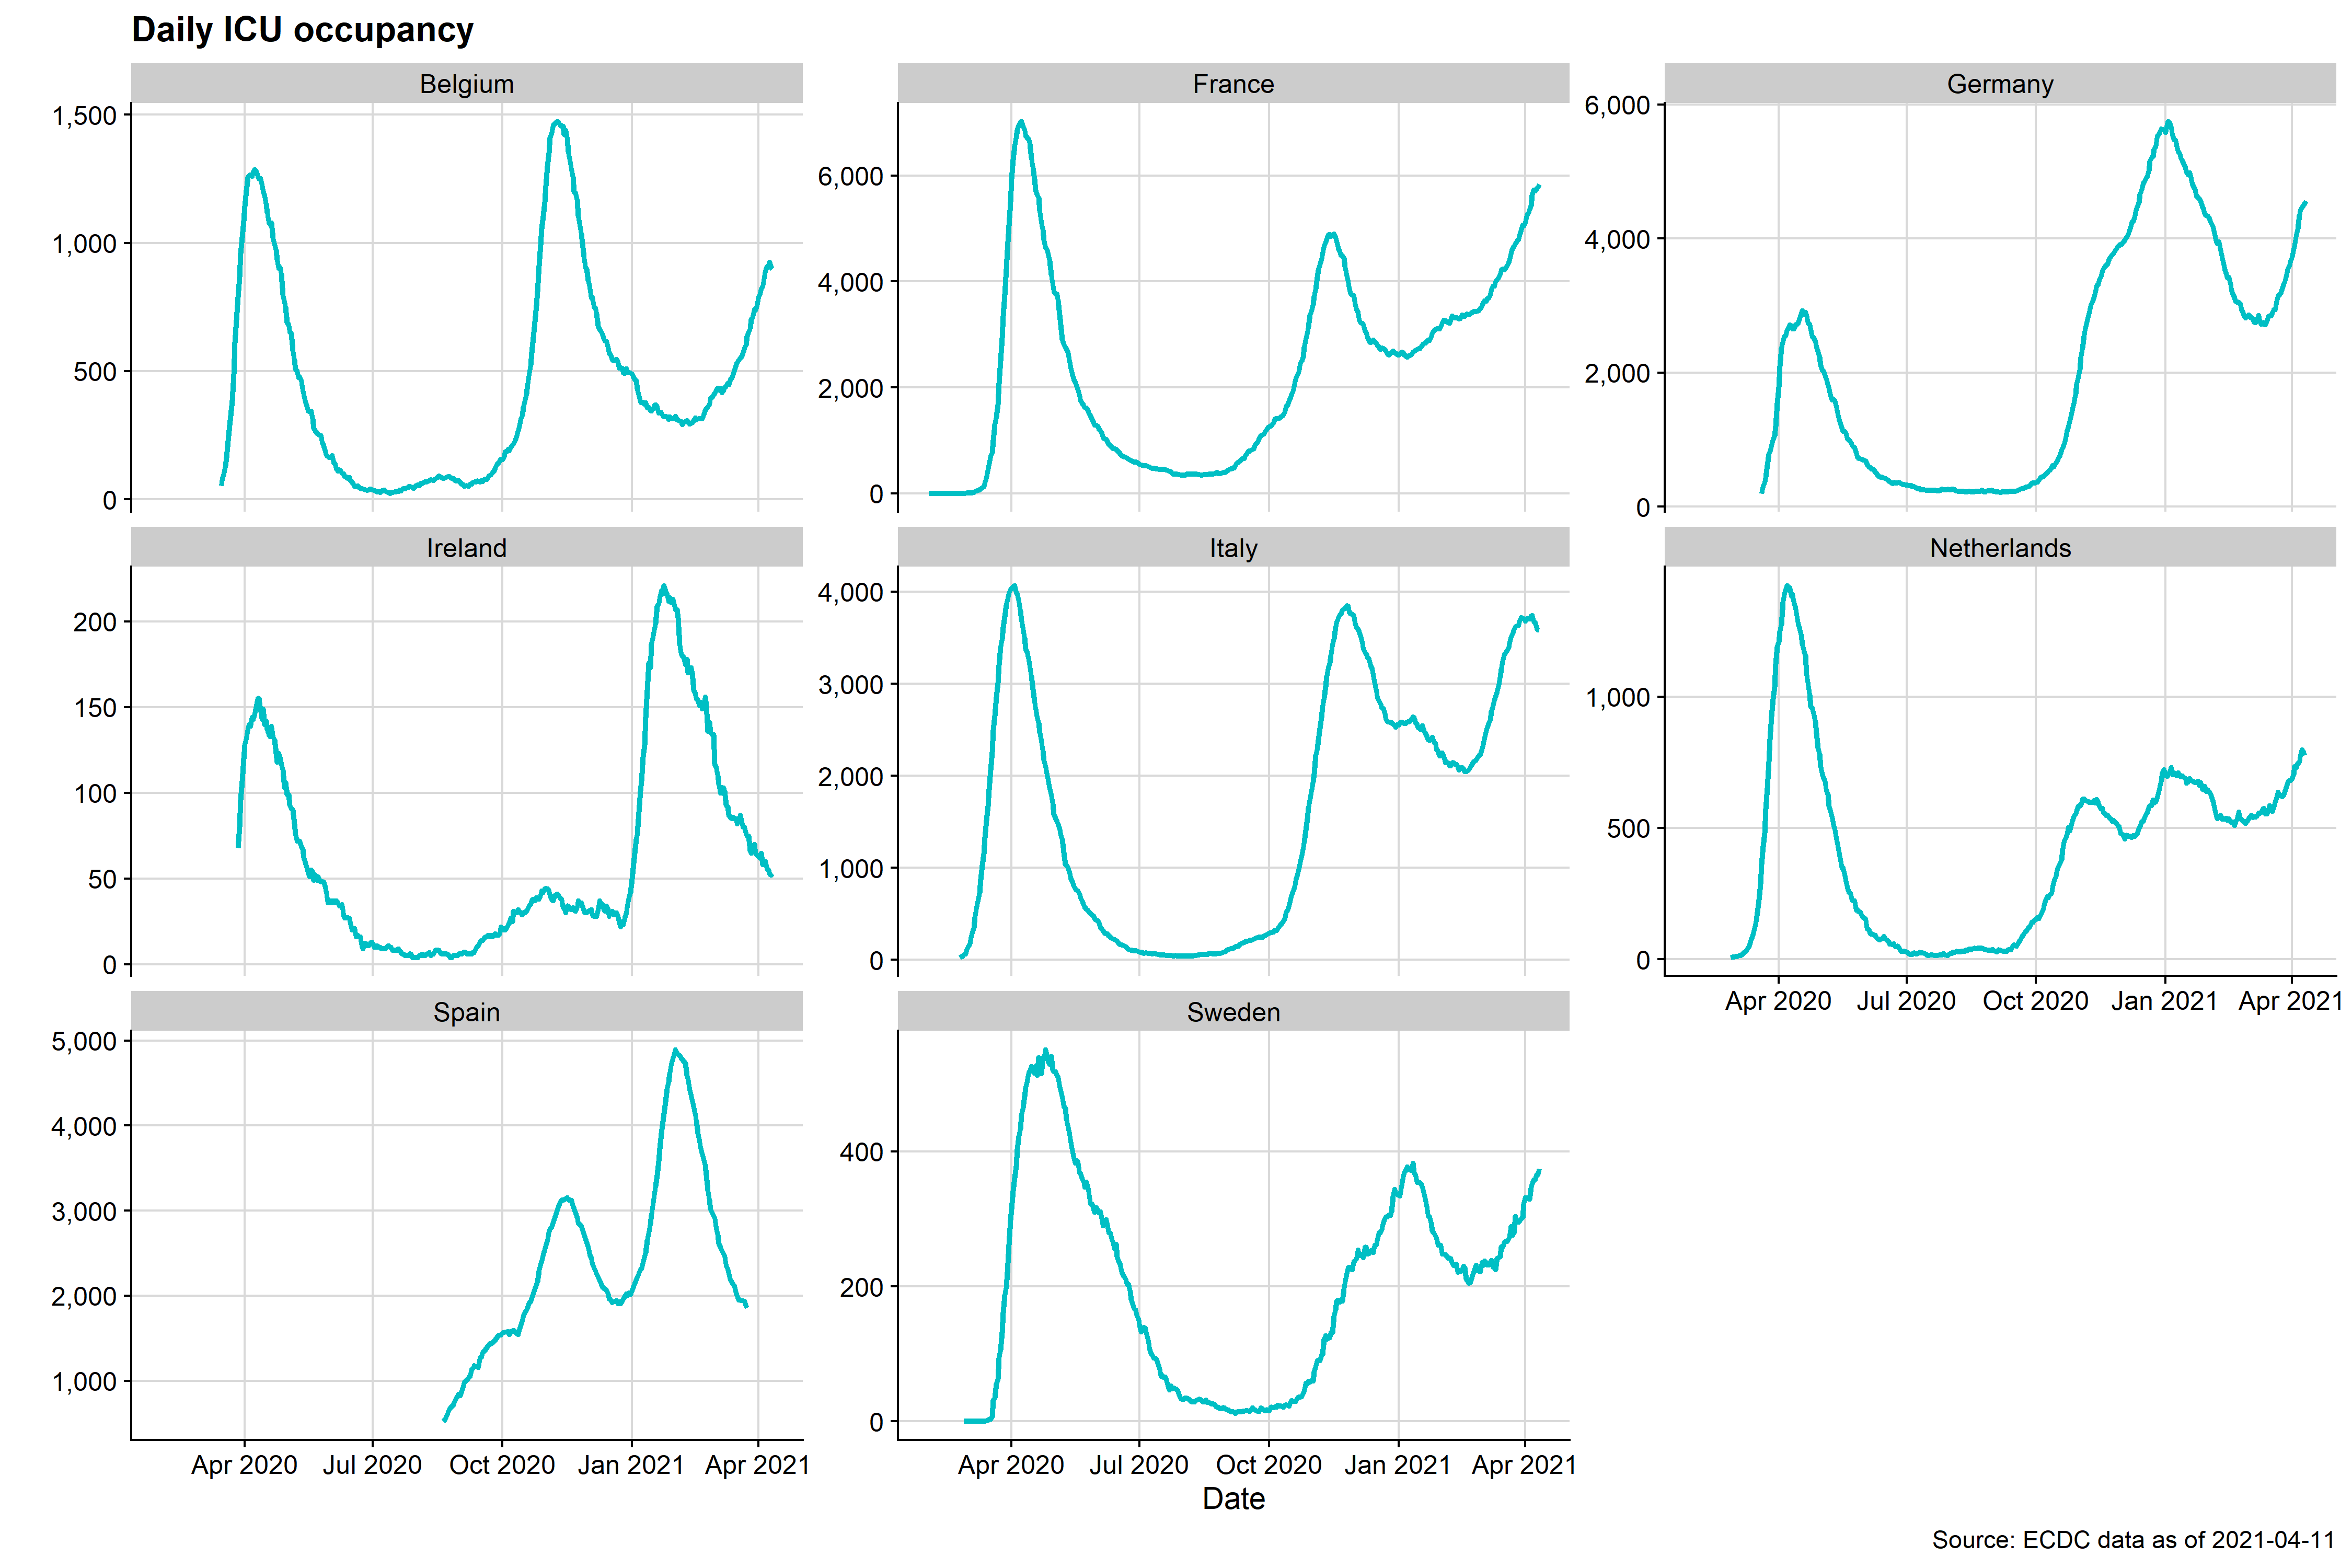 Daily ICU occupancy
Belgium
1,500
1,000
500
0
France
6,000
4,000
2,000
0
Germany
6,000
4,000
2,000
0
Ireland
200
150
100
50
0
Italy
4,000
3,000
2,000
1,000
0
Netherlands
1,000
500
0
Apr 2020 Jul 2020 Oct 2020 Jan 2021 Apr 2021
Spain
5,000
4,000
3,000
2,000
1,000
Apr 2020 Jul 2020 Oct 2020 Jan 2021 Apr 2021
Sweden
400
200
0
Apr 2020 Jul 2020 Oct 2020 Jan 2021 Apr 2021
Date
Source: ECDC data as of 2021-04-11